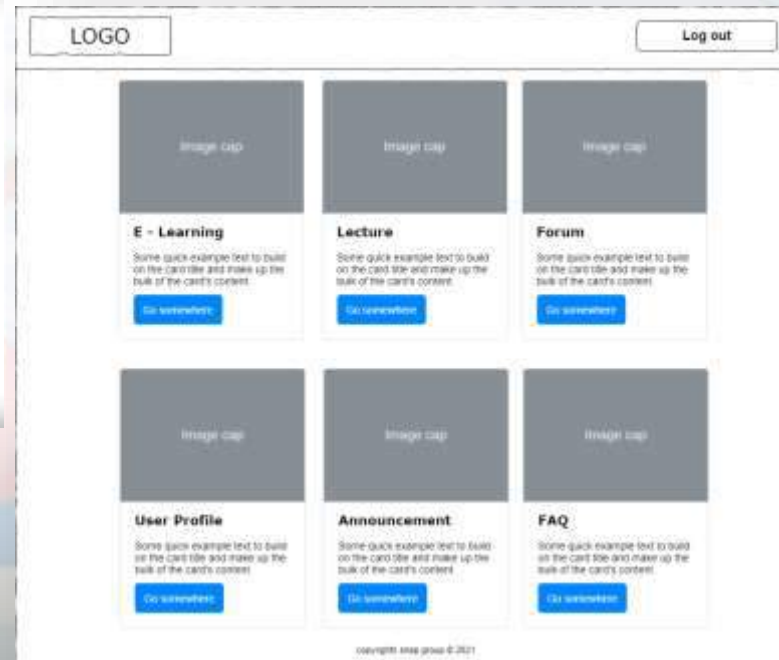 LOGO
Log out
Image cap
Image cap
Image cap
E - Learning
Some quick example text to build
on the card title and make up the
bulk of the card's content
Go somewhere
Lecture
Some quick example text to build
on the card title and make up the
bulk of the card's content
Go somewhere
Forum
Some quick example text to build
on the card title and make up the
bulk of the card's content
Go somewhere
Image cap
Image cap
Image cap
User Profile
Some quick example text to build
on the card title and make up the
bulk of the card's content
Go somewhere
Announcement
Some quick example text to build
on the card title and make up the
bulk of the card's content
Go somewhere
FAQ
Some quick example text to build
on the card title and make up the
bulk of the card's content
Go somewhere
group © 2021